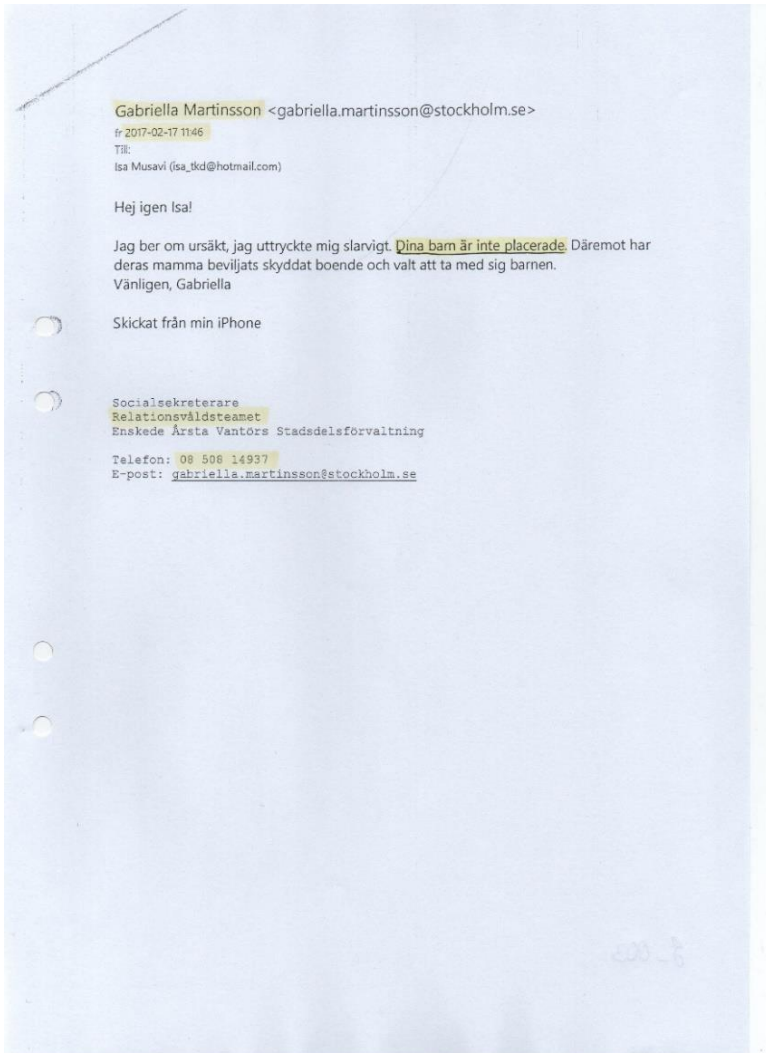 Gabriella Martinsson <gabriella.martinsson@stockholm.se>
fr 2017-02-17 11:46
Till:
Isa Musavi (isa_tkd@hotmail.com)
Hej igen Isa!
Jag ber om ursäkt, jag uttryckte mig slarvigt. Dina barn är inte placerade. Däremot har
deras mamma beviljats skyddat boende och valt att ta med sig barnen.
Vänligen, Gabriella
Skickat från min iPhone
Socialsekreterare
Relationsvåldsteamet
Enskede Årsta Vantörs Stadsdelsförvaltning
Telefon: 08 508 14937
E-post: gabriella.martinsson@stockholm.se